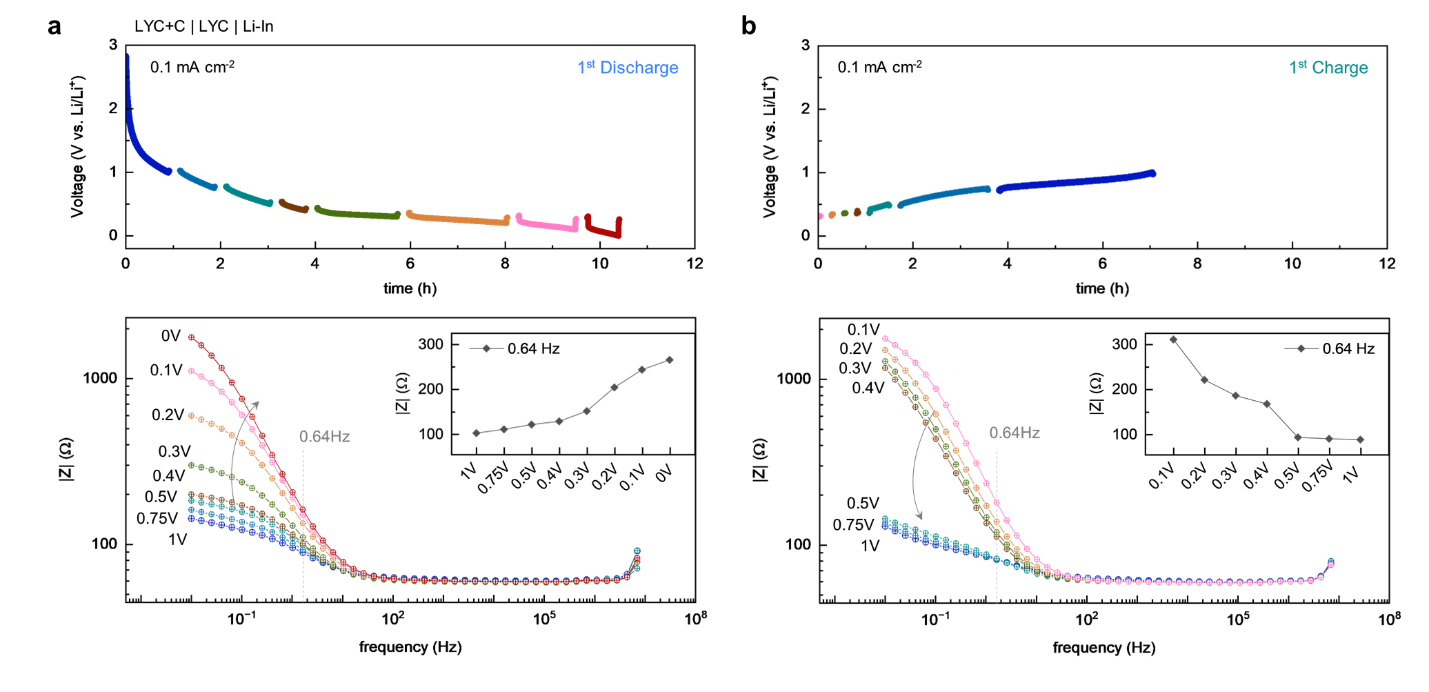 a
LYC+C | LYC | Li-In
3
2
1
0
Voltage (V vs. Li/Li⁺)
0.1 mA cm⁻²
1ˢᵗ Discharge
0 2 4 6 8 10 12
time (h)
b
3
2
1
0
Voltage (V vs. Li/Li⁺)
0.1 mA cm⁻²
1ˢᵗ Charge
0 2 4 6 8 10 12
time (h)
1000
100
|Z| (Ω)
0V
0.1V
0.2V
0.3V
0.4V
0.5V
0.75V
1V
0.64Hz
300
200
100
|Z| (Ω)
0.64 Hz
1V 0.75V 0.5V 0.4V 0.3V 0.2V 0.1V 0V
10⁻¹ 10² 10⁵ 10⁸
frequency (Hz)
1000
100
|Z| (Ω)
0.1V
0.2V
0.3V
0.4V
0.5V
0.75V
1V
0.64Hz
300
200
100
|Z| (Ω)
0.64 Hz
0.1V 0.2V 0.3V 0.4V 0.5V 0.75V 1V
10⁻¹ 10² 10⁵ 10⁸
frequency (Hz)